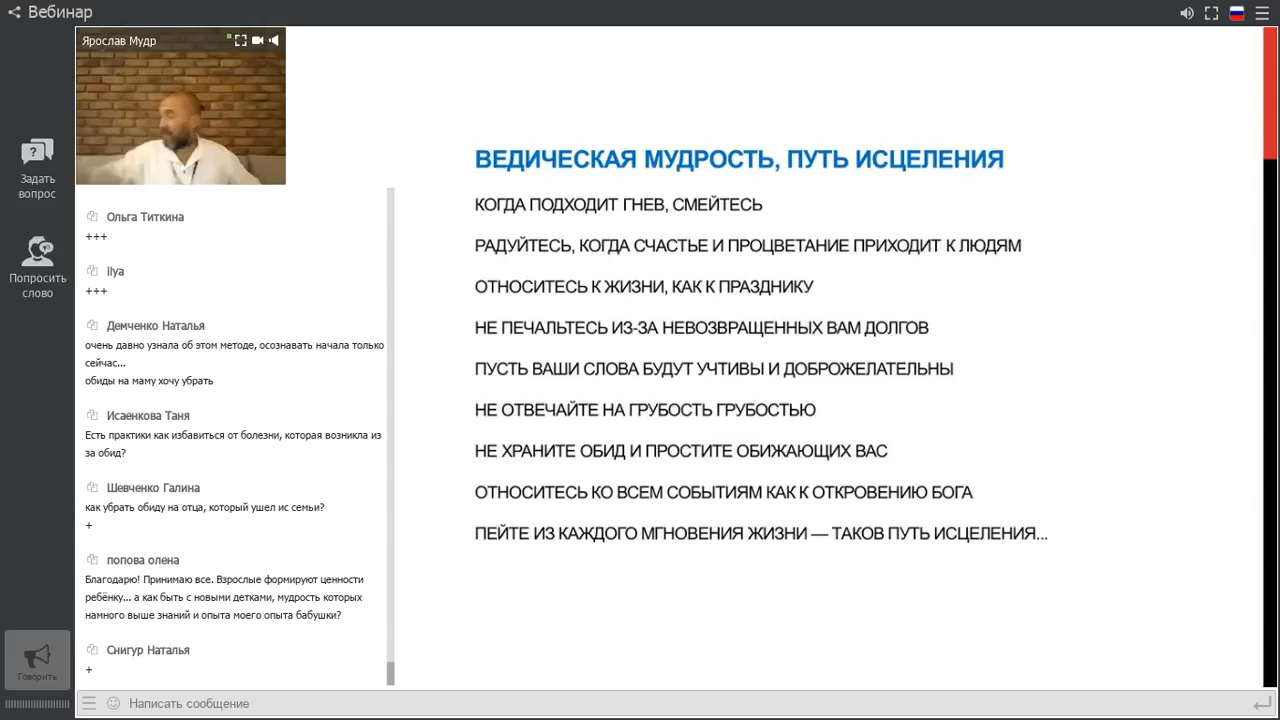 Вебинар
Ярослав Мудр
Задать
вопрос
Попросить
слово
Говорить
Ольга Титкина
+++
ilya
+++
Демченко Наталья
очень давно узнала об этом методе, осознавать начала только
сейчас...
обиды на маму хочу убрать
Исаенкова Таня
Есть практики как избавиться от болезни, которая возникла из
за обид?
Шевченко Галина
как убрать обиду на отца, который ушел ис семьи?
+
попова олена
Благодарю! Принимаю все. Взрослые формируют ценности
ребёнку... а как быть с новыми детками, мудрость которых
намного выше знаний и опыта моего опыта бабушки?
Снигур Наталья
+
Написать сообщение
ВЕДИЧЕСКАЯ МУДРОСТЬ, ПУТЬ ИСЦЕЛЕНИЯ
КОГДА ПОДХОДИТ ГНЕВ, СМЕЙТЕСЬ
РАДУЙТЕСЬ, КОГДА СЧАСТЬЕ И ПРОЦВЕТАНИЕ ПРИХОДИТ К ЛЮДЯМ
ОТНОСИТЕСЬ К ЖИЗНИ, КАК К ПРАЗДНИКУ
НЕ ПЕЧАЛЬТЕСЬ ИЗ-ЗА НЕВОЗВРАЩЕННЫХ ВАМ ДОЛГОВ
ПУСТЬ ВАШИ СЛОВА БУДУТ УЧТИВЫ И ДОБРОЖЕЛАТЕЛЬНЫ
НЕ ОТВЕЧАЙТЕ НА ГРУБОСТЬ ГРУБОСТЬЮ
НЕ ХРАНИТЕ ОБИД И ПРОСТИТЕ ОБИЖАЮЩИХ ВАС
ОТНОСИТЕСЬ КО ВСЕМ СОБЫТИЯМ КАК К ОТКРОВЕНИЮ БОГА
ПЕЙТЕ ИЗ КАЖДОГО МГНОВЕНИЯ ЖИЗНИ — ТАКОВ ПУТЬ ИСЦЕЛЕНИЯ...